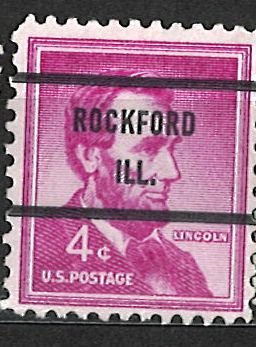 ROCKFORD
ILL.
4¢
LINCOLN
U.S. POSTAGE